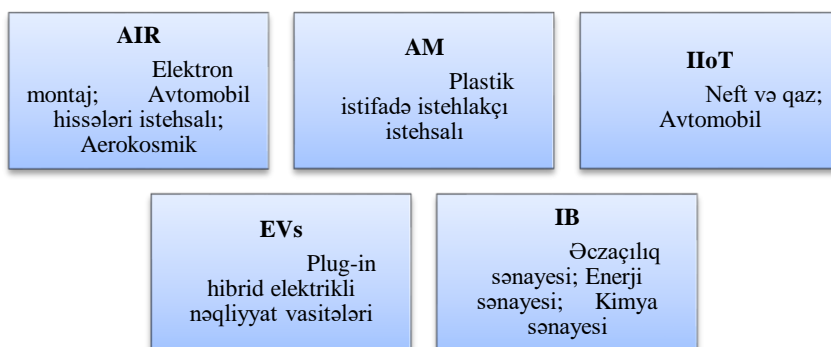 AIR
Elektron
montaj; Avtomobil
hissələri istehsalı;
Aerokosmik
AM
Plastik
istifadə istehlakçı
istehsalı
IIoT
Neft və qaz;
Avtomobil
EVs
Plug-in
hibrid elektrikli
nəqliyyat vasitələri
IB
Əczaçılıq
sənayesi; Enerji
sənayesi; Kimya
sənayesi